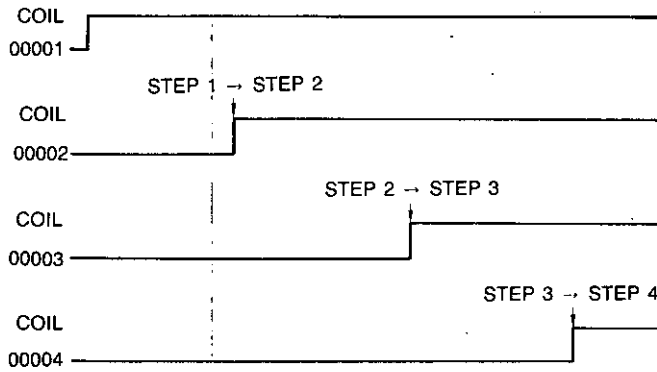 COIL
00001
STEP 1 → STEP 2
COIL
00002
STEP 2 → STEP 3
COIL
00003
STEP 3 → STEP 4
COIL
00004